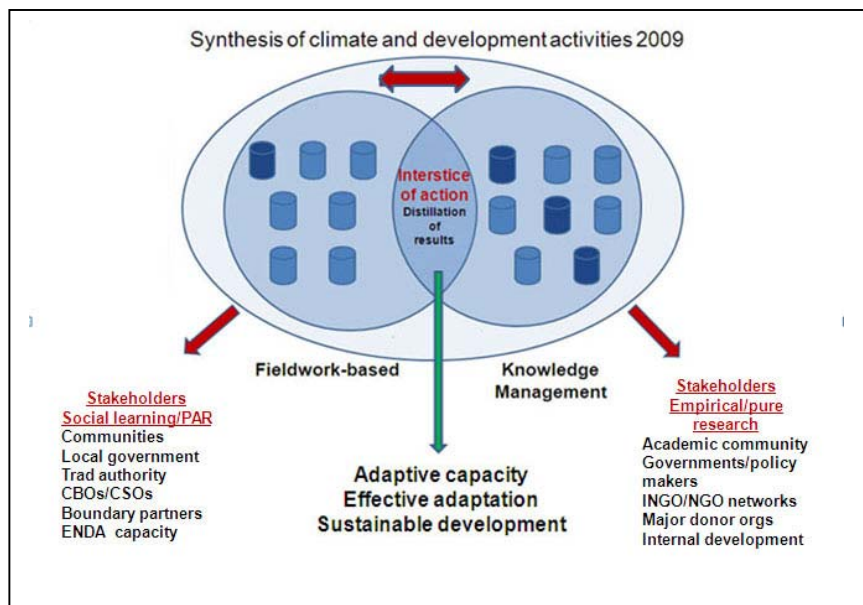 Synthesis of climate and development activities 2009
Interstice
of action
Distillation
of
results
Fieldwork-based
Knowledge
Management
Stakeholders
Social learning/PAR
Communities
Local government
Trad authority
CBOs/CSOs
Boundary partners
ENDA capacity
Adaptive capacity
Effective adaptation
Sustainable development
Stakeholders
Empirical/pure
research
Academic community
Governments/policy
makers
INGO/NGO networks
Major donor orgs
Internal development